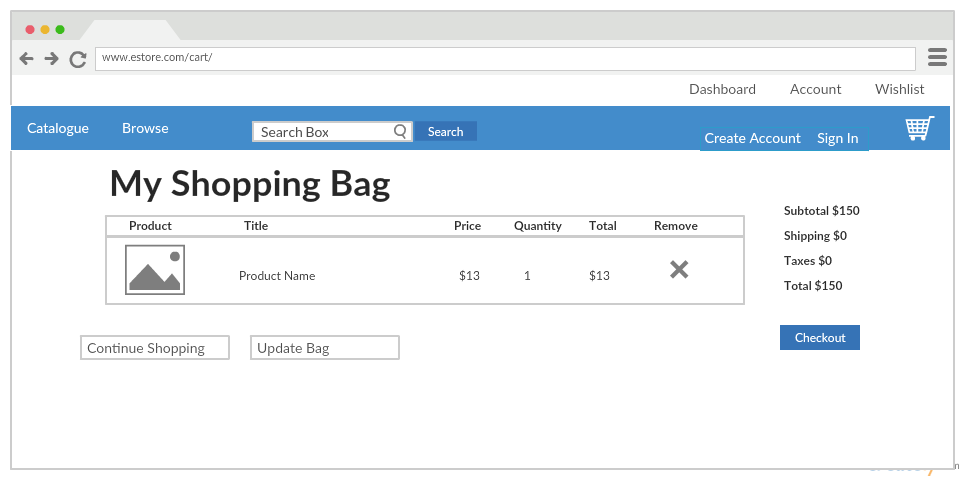 www.estore.com/cart/
Dashboard Account Wishlist
Catalogue Browse Search Box Search Create Account Sign In
My Shopping Bag
Product Title Price Quantity Total Remove
Product Name $13 1 $13
Subtotal $150
Shipping $0
Taxes $0
Total $150
Continue Shopping Update Bag
Checkout